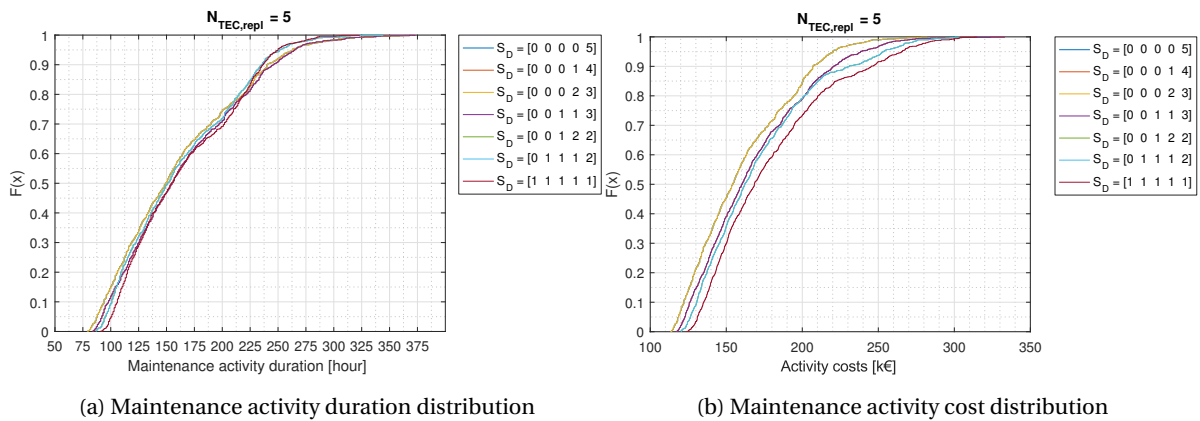 N_TEC,repl = 5
F(x)
1
0.9
0.8
0.7
0.6
0.5
0.4
0.3
0.2
0.1
0
50 75 100 125 150 175 200 225 250 275 300 325 350 375
Maintenance activity duration [hour]
S_D = [0 0 0 0 5]
S_D = [0 0 0 1 4]
S_D = [0 0 0 2 3]
S_D = [0 0 1 1 3]
S_D = [0 0 1 2 2]
S_D = [0 1 1 1 2]
S_D = [1 1 1 1 1]
(a) Maintenance activity duration distribution
N_TEC,repl = 5
F(x)
1
0.9
0.8
0.7
0.6
0.5
0.4
0.3
0.2
0.1
0
100 150 200 250 300 350
Activity costs [k€]
S_D = [0 0 0 0 5]
S_D = [0 0 0 1 4]
S_D = [0 0 0 2 3]
S_D = [0 0 1 1 3]
S_D = [0 0 1 2 2]
S_D = [0 1 1 1 2]
S_D = [1 1 1 1 1]
(b) Maintenance activity cost distribution